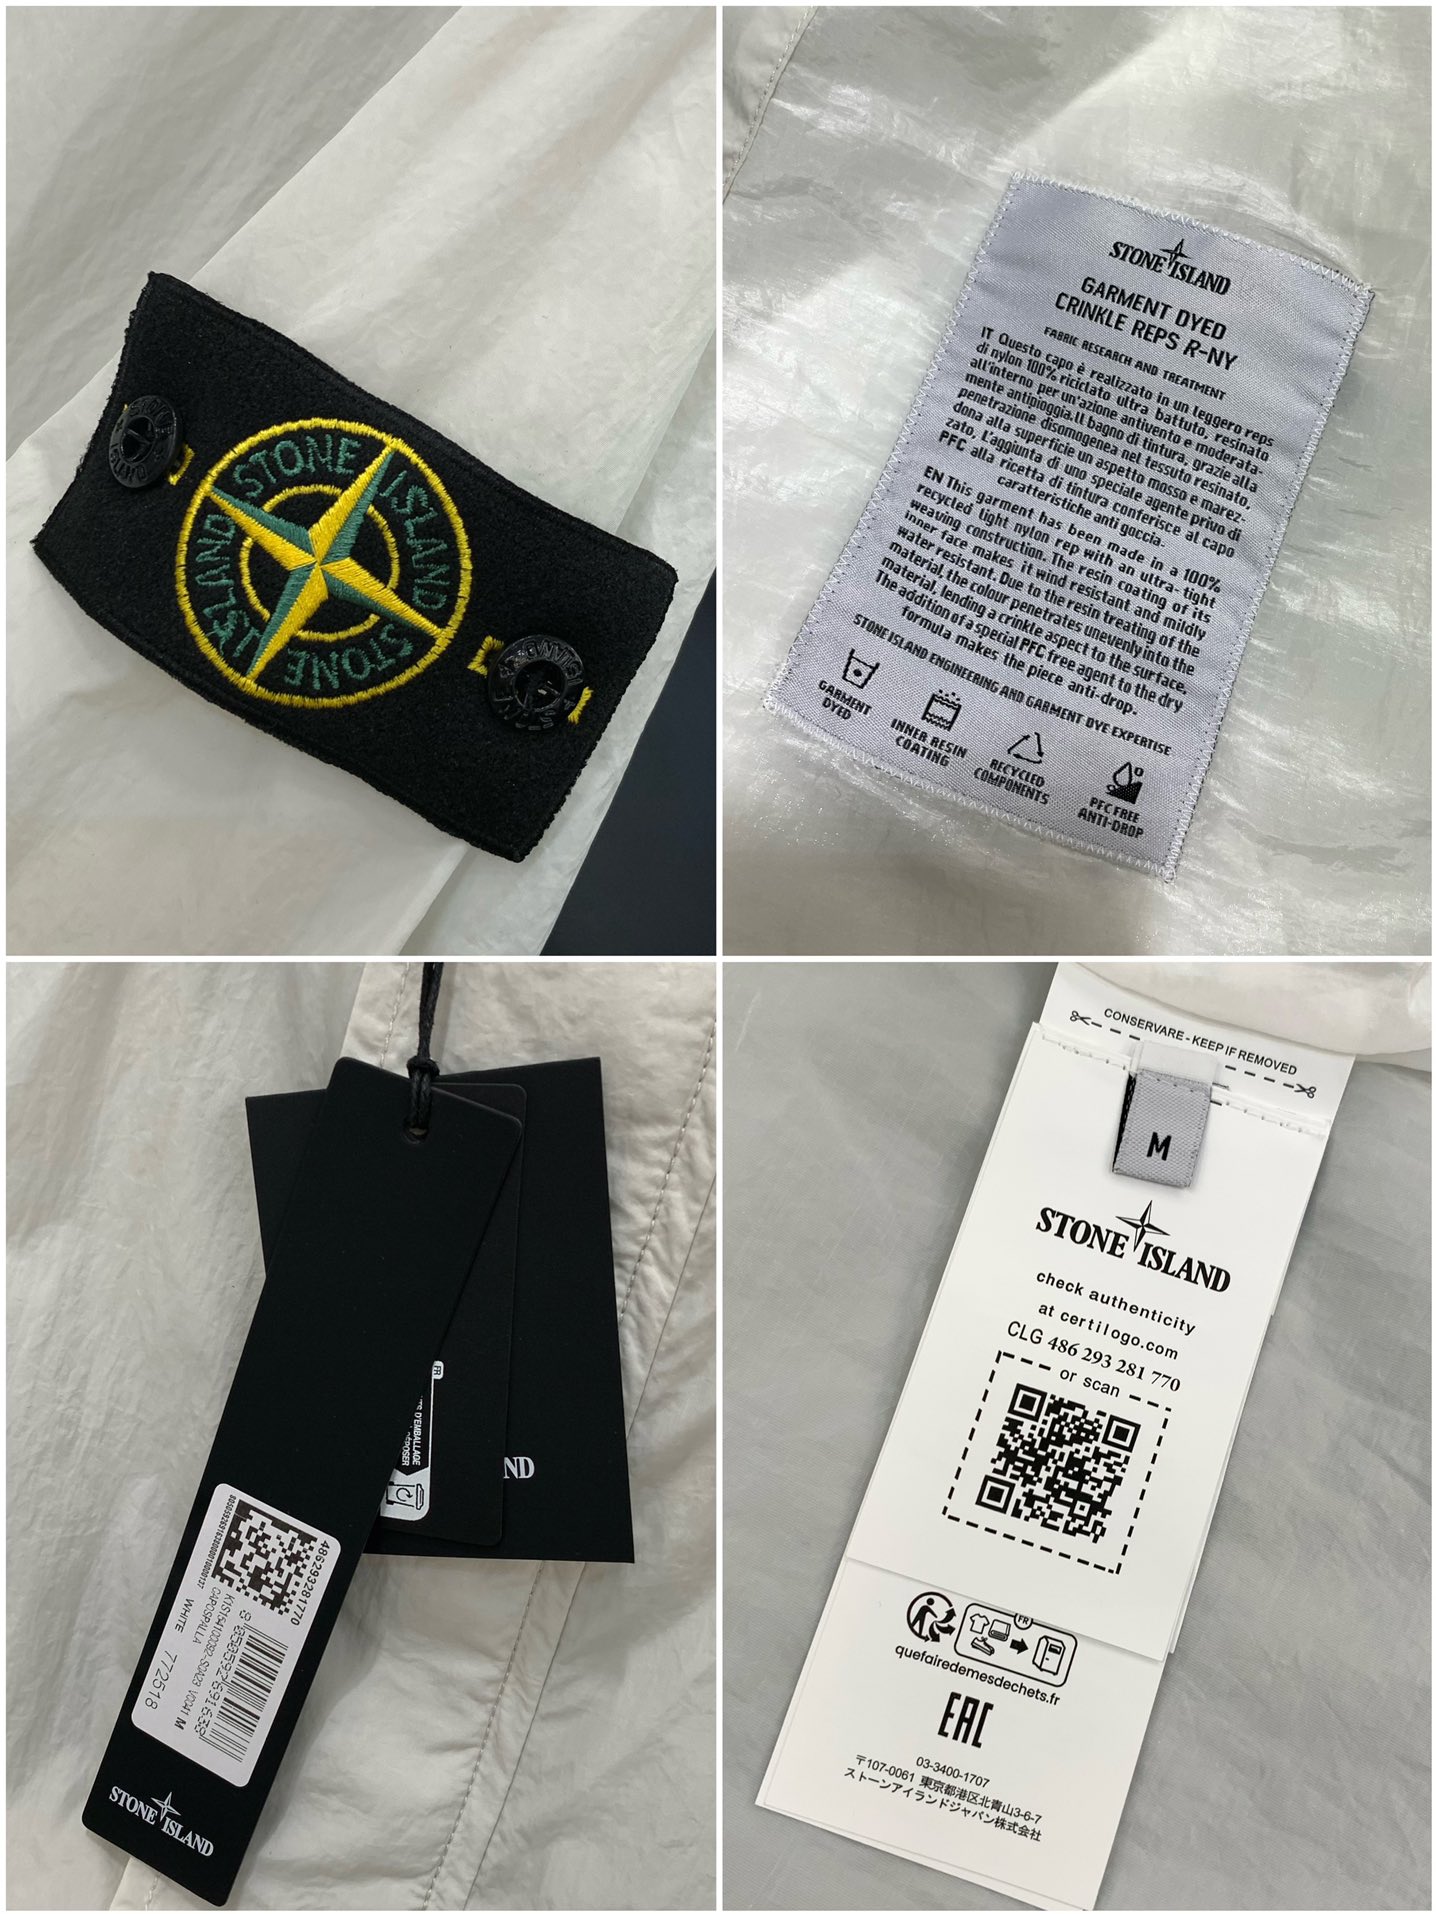 STONE ISLAND
STONE ISLAND
STONE ISLAND
GARMENT DYED
CRINKLE REPS R-NY
FABRIC RESEARCH AND TREATMENT
IT Questo capo è realizzato in un leggero reps
di nylon 100% riciclato ultra battuto, resinato
all'interno per un'azione antivento e moderata-
mente antipioggia.Il bagno di tintura, grazie alla
penetrazione disomogenea nel tessuto resinato,
dona alla superficie un aspetto mosso e marez-
zato, L'aggiunta di uno speciale agente privo di
PFC alla ricetta di tintura conferisce al capo
caratteristiche anti goccia.
EN This garment has been made in a 100%
recycled light nylon rep with an ultra- tight
weaving construction. The resin coating of its
inner face makes it wind resistant and mildly
water resistant. Due to the resin treating of the
material, the colour penetrates unevenly into the
material, lending a crinkle aspect to the surface,
The addition of a special PFC free agent to the dry
formula makes the piece anti-drop.
STONE ISLAND ENGINEERING AND GARMENT DYE EXPERTISE
GARMENT
DYED
INNER RESIN
COATING
RECYCLED
COMPONENTS
PFC FREE
ANTI-DROP
FR
D'EMBALLAGE
DÉPOSER
ND
486293281770
K1S154100082-S0A23 V0041 M
CAPOSPALLA
WHITE 772518
STONE ISLAND
CONSERVARE - KEEP IF REMOVED
M
STONE ISLAND
check authenticity
at certilogo.com
CLG 486 293 281 770
or scan
FR
quefairedemesdechets.fr
EAC
03-3400-1707
〒107-0061 東京都港区北青山3-6-7
ストーンアイランドジャパン株式会社